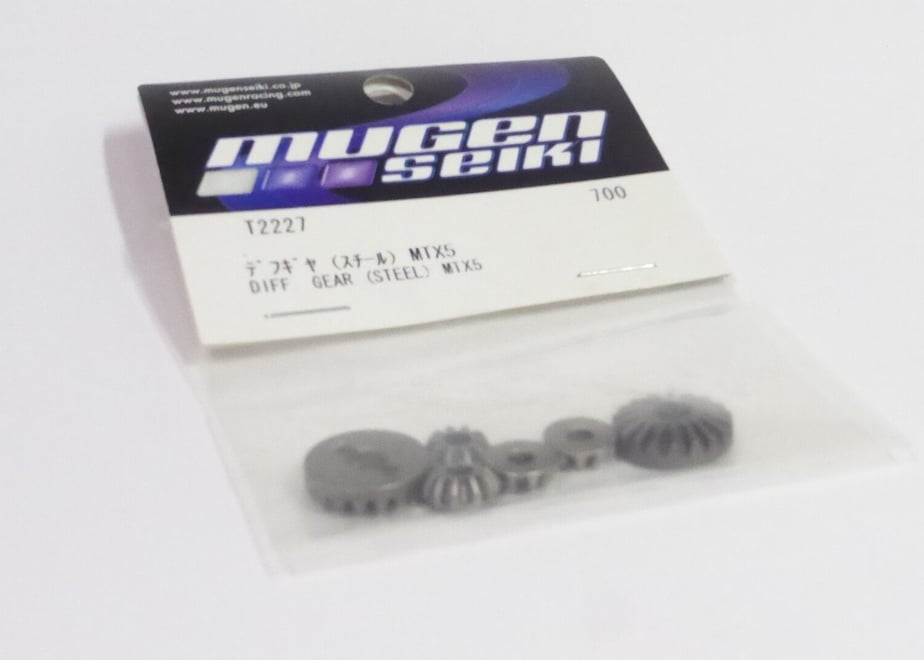 www.mugenseiki.co.jp
www.mugenracing.com
www.mugen.eu
mugen
seiki
T2227
700
デフギヤ (スチール) MTX5
DIFF GEAR (STEEL) MTX5